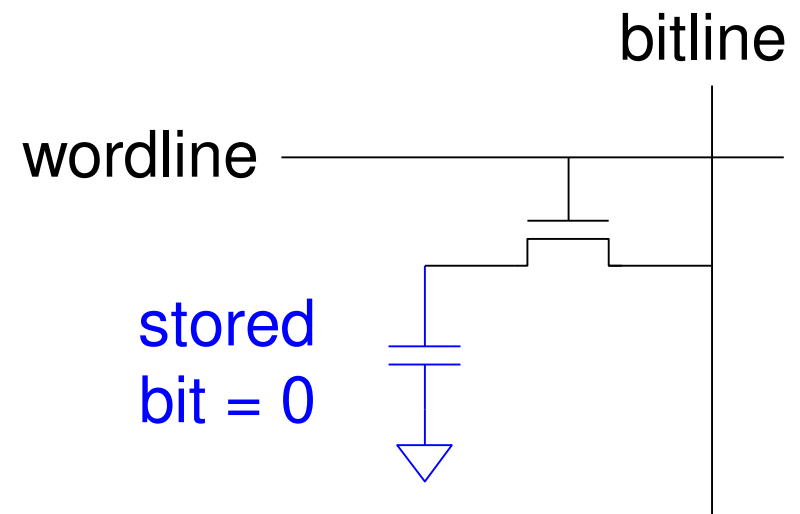 bitline
wordline
stored
bit = 0